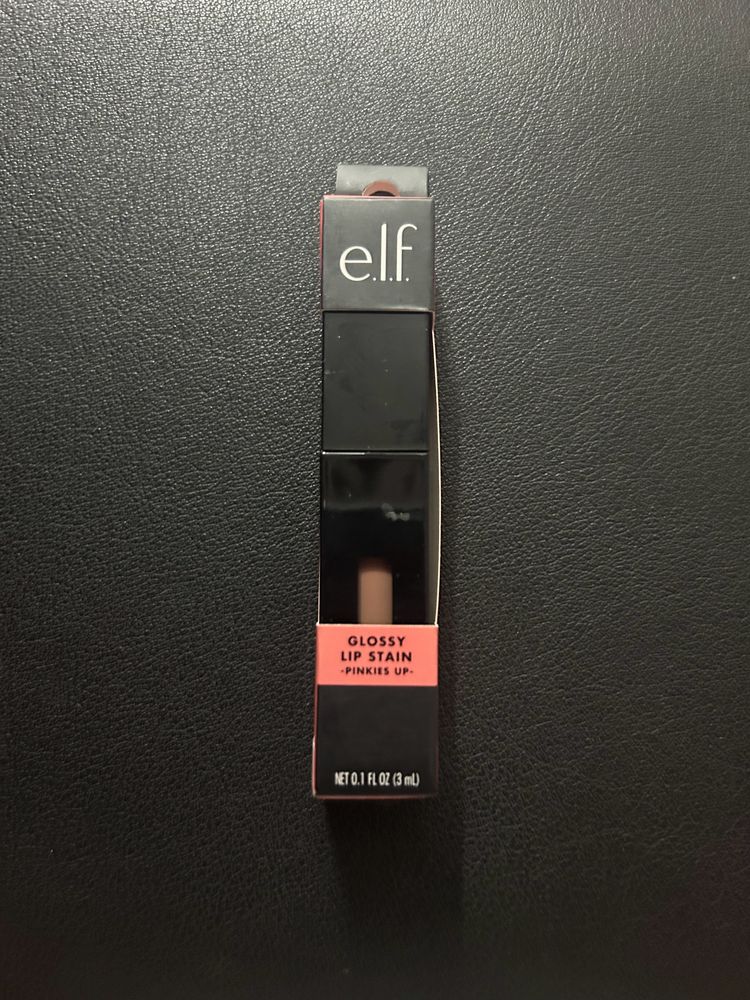 e.l.f.
GLOSSY
LIP STAIN
-PINKIES UP-
NET 0.1 FL OZ (3 mL)